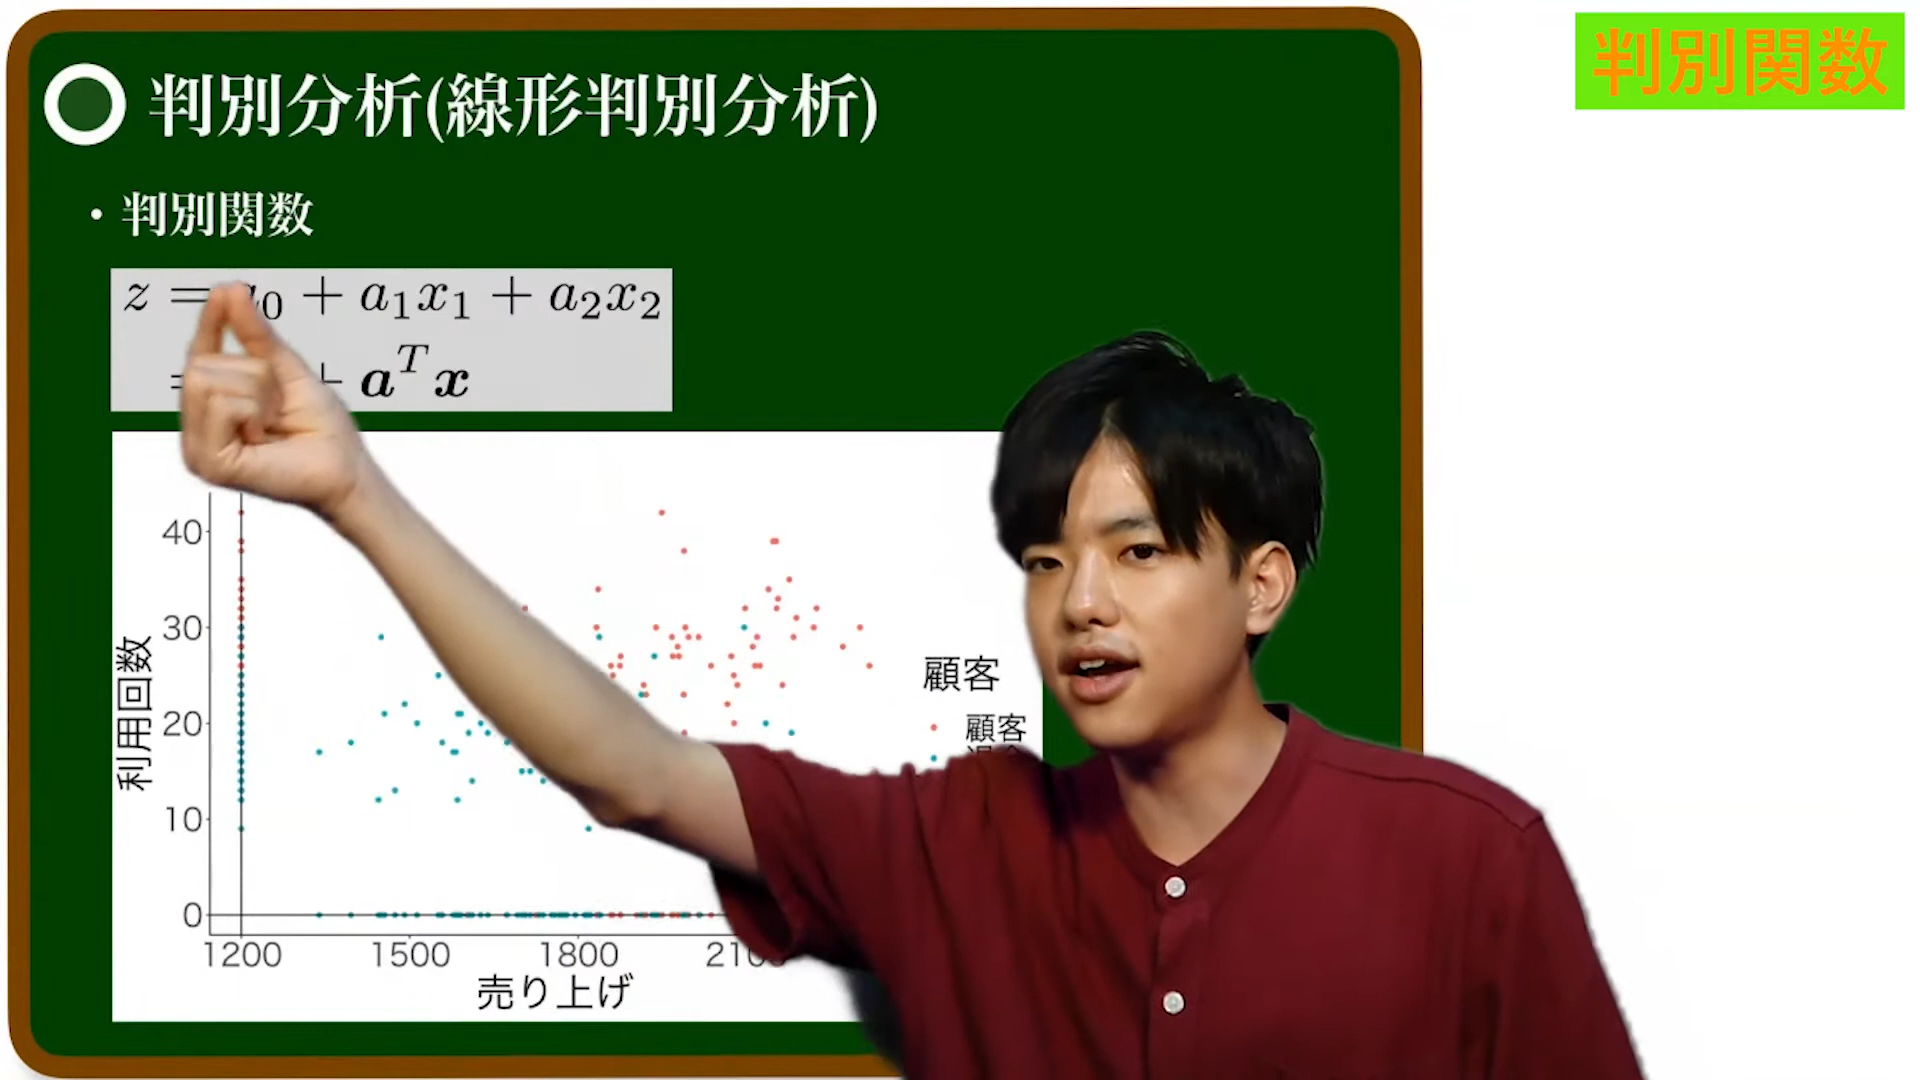 判別関数
判別分析(線形判別分析)
・判別関数
z = a₀ + a₁x₁ + a₂x₂
= + aᵀx
40
30
20
10
0
利用回数
1200 1500 1800 2100
売り上げ
顧客
顧客